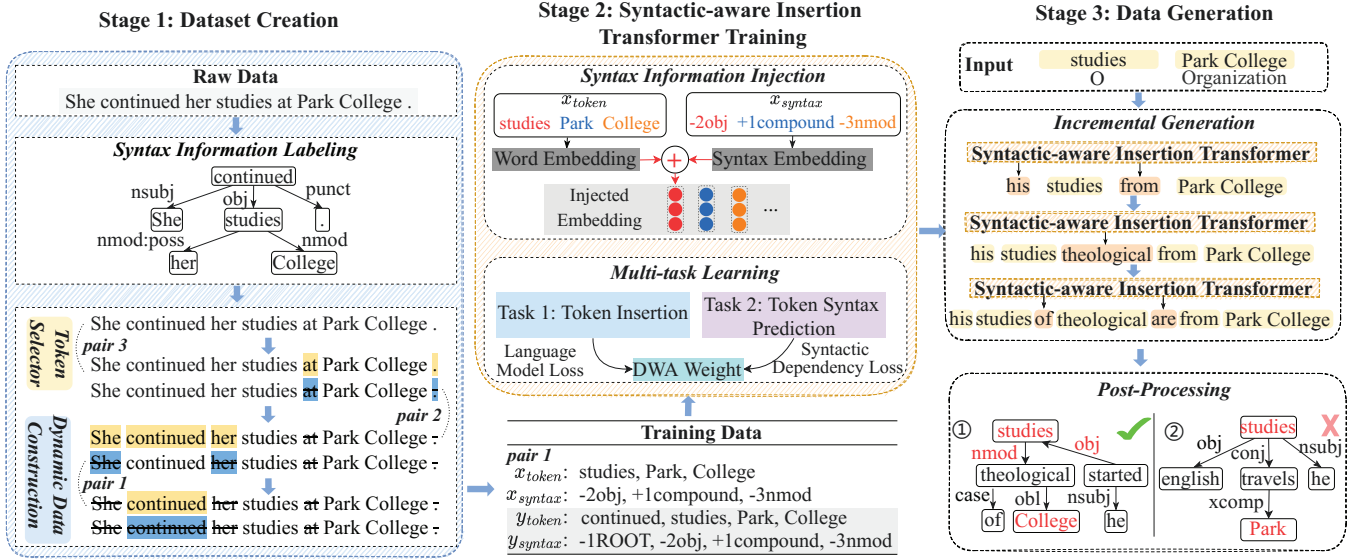 Stage 1: Dataset Creation
Raw Data
She continued her studies at Park College .
Syntax Information Labeling
continued
nsubj
obj
punct
She
studies
.
nmod:poss
nmod
her
College
Token Selector
She continued her studies at Park College .
pair 3
She continued her studies at Park College .
She continued her studies at Park College .
pair 2
Dynamic Data Construction
She continued her studies at Park College .
She continued her studies at Park College .
pair 1
She continued her studies at Park College .
She continued her studies at Park College .
Stage 2: Syntactic-aware Insertion
Transformer Training
Syntax Information Injection
x_token
studies Park College
x_syntax
-2obj +1compound -3nmod
Word Embedding
+
Syntax Embedding
Injected
Embedding
...
Multi-task Learning
Task 1: Token Insertion
Task 2: Token Syntax
Prediction
Language
Model Loss
DWA Weight
Syntactic
Dependency Loss
Training Data
pair 1
x_token: studies, Park, College
x_syntax: -2obj, +1compound, -3nmod
y_token: continued, studies, Park, College
y_syntax: -1ROOT, -2obj, +1compound, -3nmod
Stage 3: Data Generation
Input
studies Park College
O Organization
Incremental Generation
Syntactic-aware Insertion Transformer
his studies from Park College
Syntactic-aware Insertion Transformer
his studies theological from Park College
Syntactic-aware Insertion Transformer
his studies of theological are from Park College
Post-Processing
①
studies
nmod
obj
theological
started
case
obl
nsubj
of
College
he
②
studies
X
obj
conj
nsubj
english
travels
he
xcomp
Park